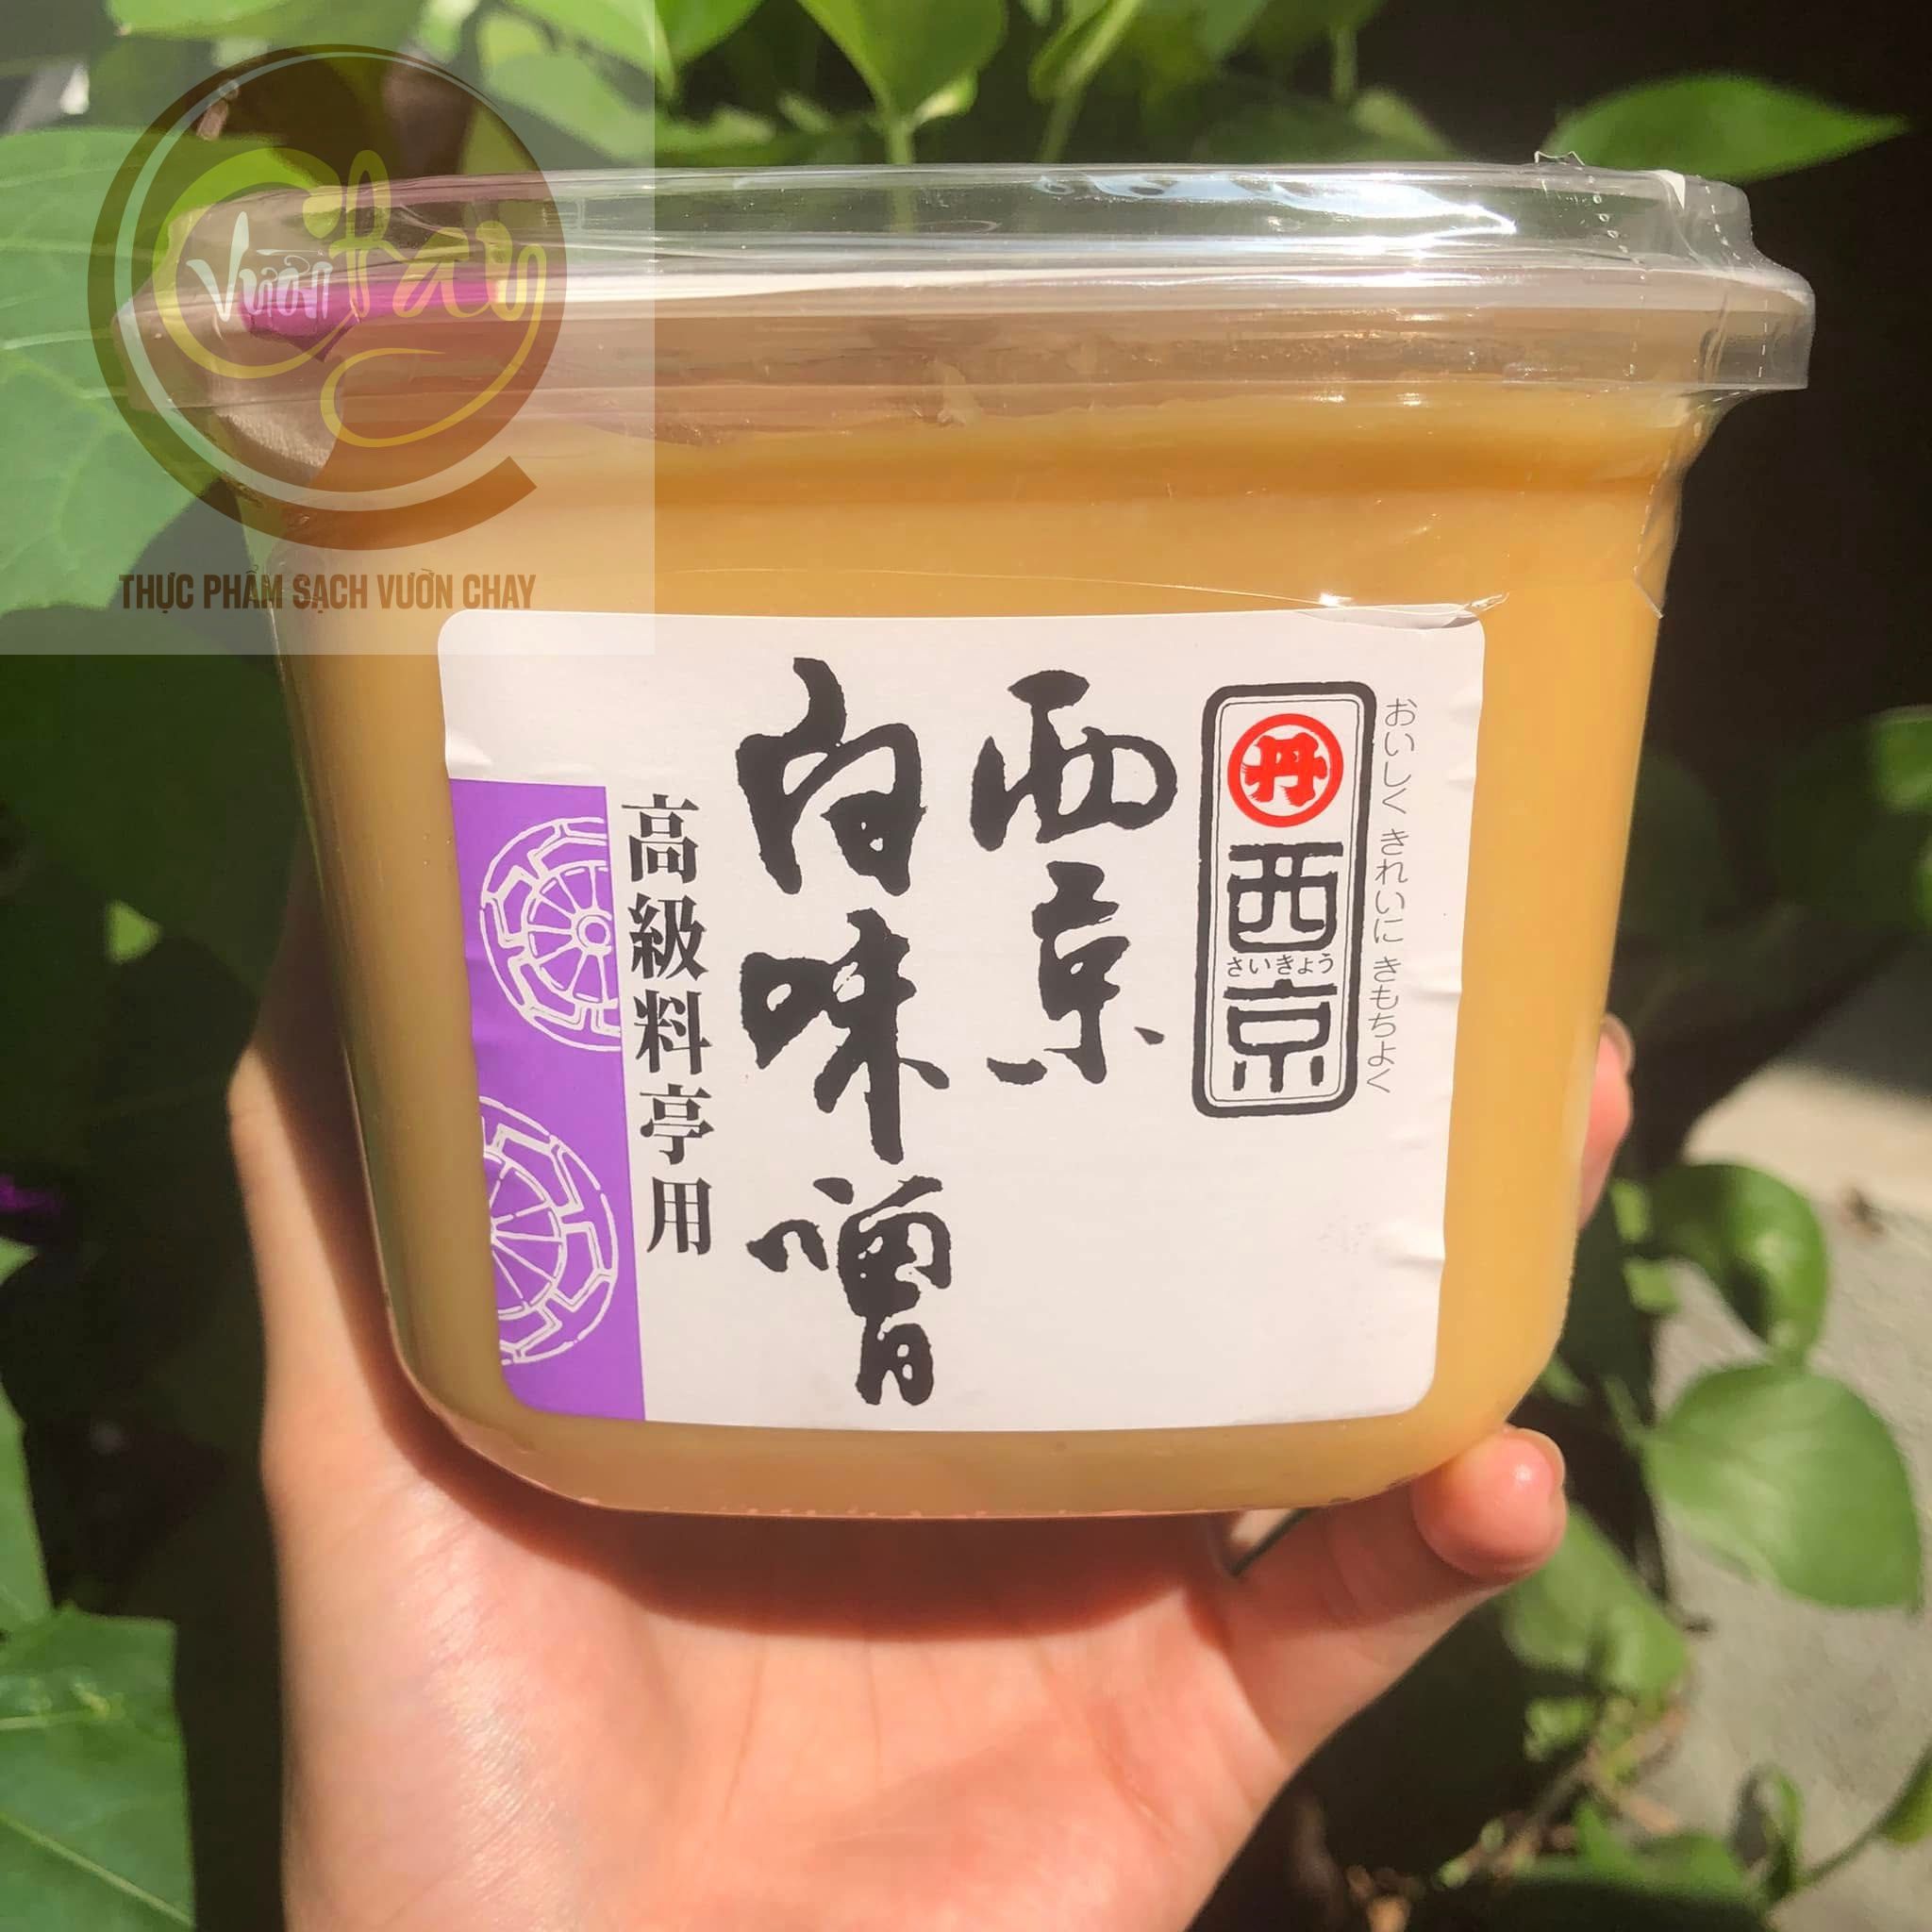 Vườn Chay
THỰC PHẨM SẠCH VƯỜN CHAY
おいしく きれいに きもちよく
丹
西京
さいきょう
西京
白味噌
高級料亭用